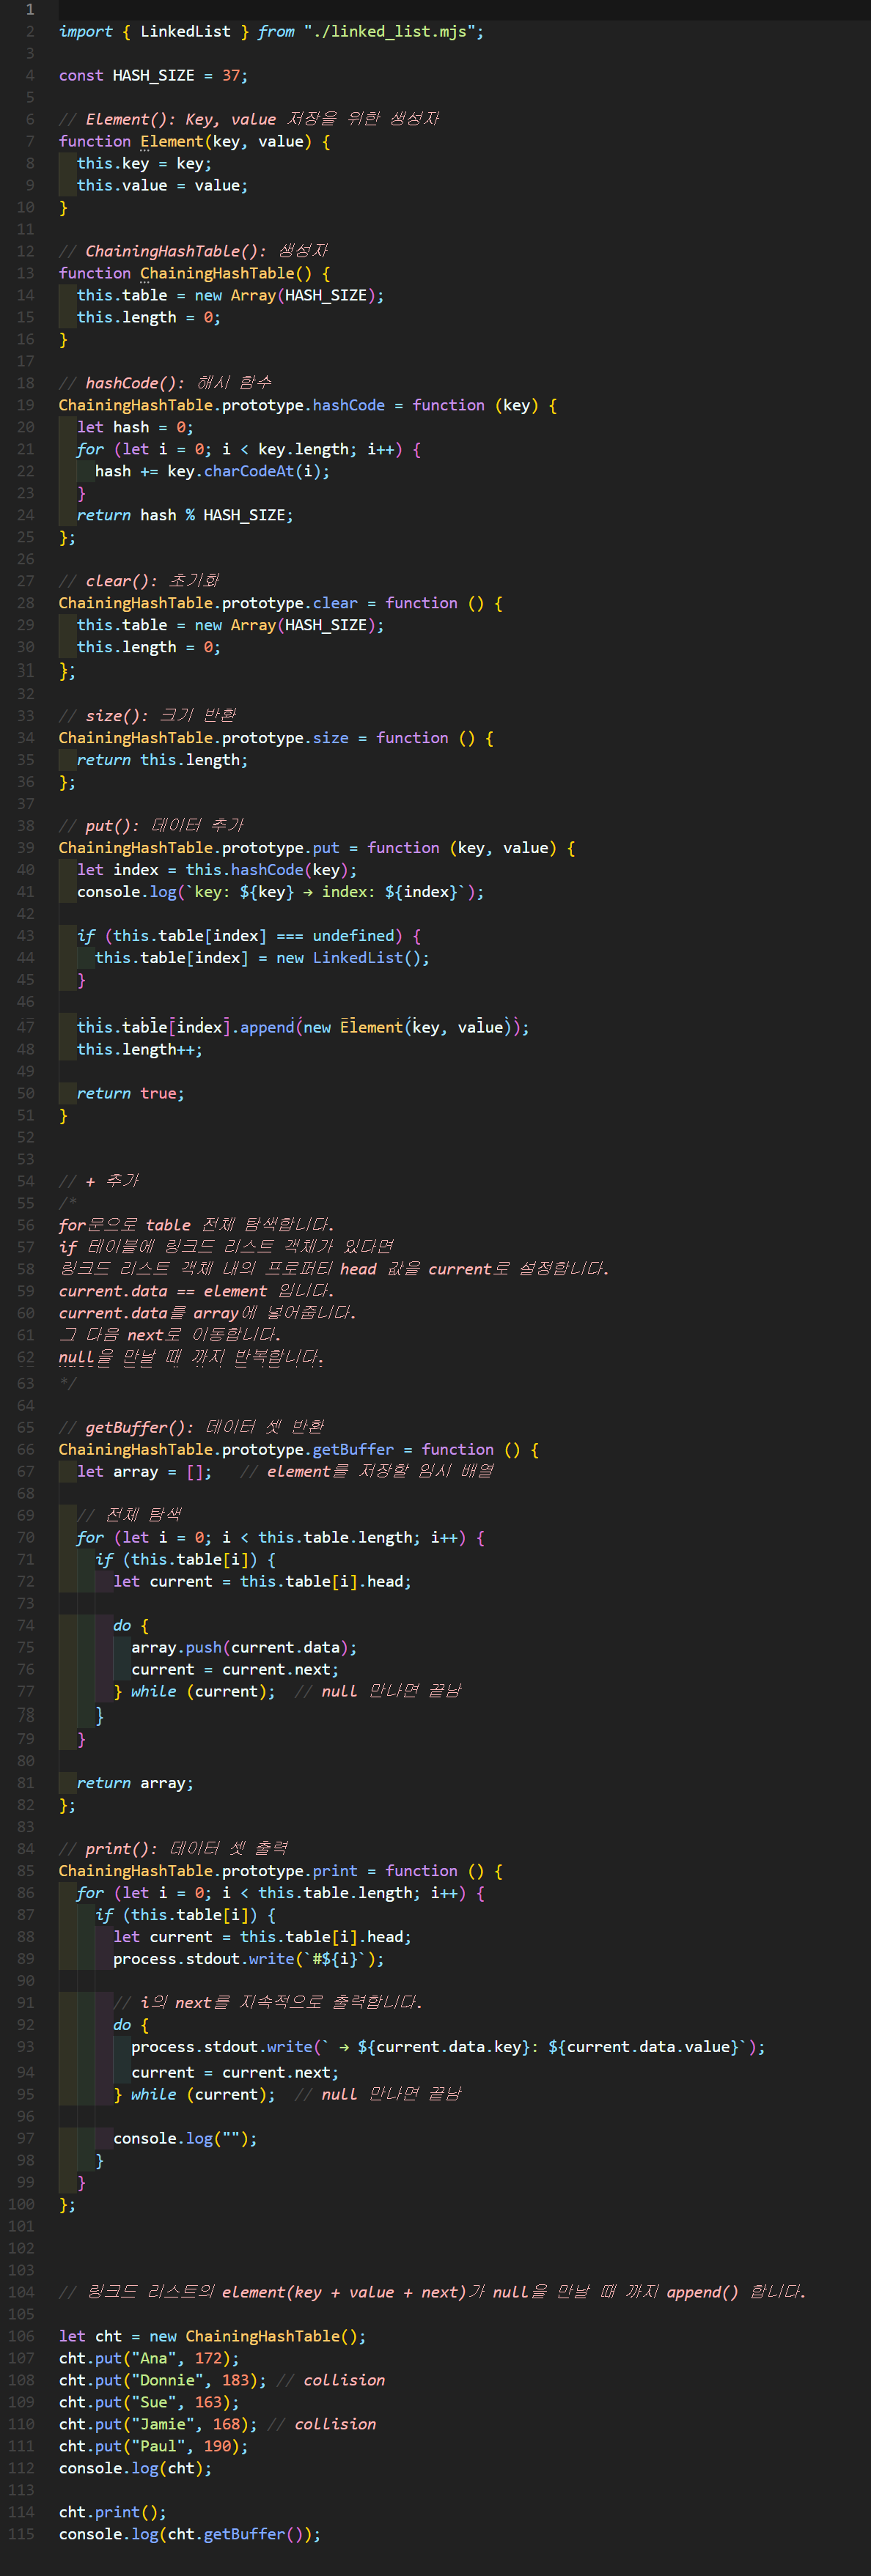 1
2 import { LinkedList } from "./linked_list.mjs";
3
4 const HASH_SIZE = 37;
5
6 // Element(): Key, value 저장을 위한 생성자
7 function Element(key, value) {
8   this.key = key;
9   this.value = value;
10 }
11
12 // ChainingHashTable(): 생성자
13 function ChainingHashTable() {
14   this.table = new Array(HASH_SIZE);
15   this.length = 0;
16 }
17
18 // hashCode(): 해시 함수
19 ChainingHashTable.prototype.hashCode = function (key) {
20   let hash = 0;
21   for (let i = 0; i < key.length; i++) {
22     hash += key.charCodeAt(i);
23   }
24   return hash % HASH_SIZE;
25 };
26
27 // clear(): 초기화
28 ChainingHashTable.prototype.clear = function () {
29   this.table = new Array(HASH_SIZE);
30   this.length = 0;
31 };
32
33 // size(): 크기 반환
34 ChainingHashTable.prototype.size = function () {
35   return this.length;
36 };
37
38 // put(): 데이터 추가
39 ChainingHashTable.prototype.put = function (key, value) {
40   let index = this.hashCode(key);
41   console.log(`key: ${key} → index: ${index}`);
42
43   if (this.table[index] === undefined) {
44     this.table[index] = new LinkedList();
45   }
46
47   this.table[index].append(new Element(key, value));
48   this.length++;
49
50   return true;
51 }
52
53
54 // + 추가
55 /*
56 for문으로 table 전체 탐색합니다.
57 if 테이블에 링크드 리스트 객체가 있다면
58 링크드 리스트 객체 내의 프로퍼티 head 값을 current로 설정합니다.
59 current.data == element 입니다.
60 current.data를 array에 넣어줍니다.
61 그 다음 next로 이동합니다.
62 null을 만날 때 까지 반복합니다.
63 */
64
65 // getBuffer(): 데이터 셋 반환
66 ChainingHashTable.prototype.getBuffer = function () {
67   let array = [];   // element를 저장할 임시 배열
68
69   // 전체 탐색
70   for (let i = 0; i < this.table.length; i++) {
71     if (this.table[i]) {
72       let current = this.table[i].head;
73
74       do {
75         array.push(current.data);
76         current = current.next;
77       } while (current);  // null 만나면 끝남
78     }
79   }
80
81   return array;
82 };
83
84 // print(): 데이터 셋 출력
85 ChainingHashTable.prototype.print = function () {
86   for (let i = 0; i < this.table.length; i++) {
87     if (this.table[i]) {
88       let current = this.table[i].head;
89       process.stdout.write(`#${i}`);
90
91       // i의 next를 지속적으로 출력합니다.
92       do {
93         process.stdout.write(` → ${current.data.key}: ${current.data.value}`);
94         current = current.next;
95       } while (current);  // null 만나면 끝남
96
97       console.log("");
98     }
99   }
100 };
101
102
103
104 // 링크드 리스트의 element(key + value + next)가 null을 만날 때 까지 append() 합니다.
105
106 let cht = new ChainingHashTable();
107 cht.put("Ana", 172);
108 cht.put("Donnie", 183); // collision
109 cht.put("Sue", 163);
110 cht.put("Jamie", 168); // collision
111 cht.put("Paul", 190);
112 console.log(cht);
113
114 cht.print();
115 console.log(cht.getBuffer());